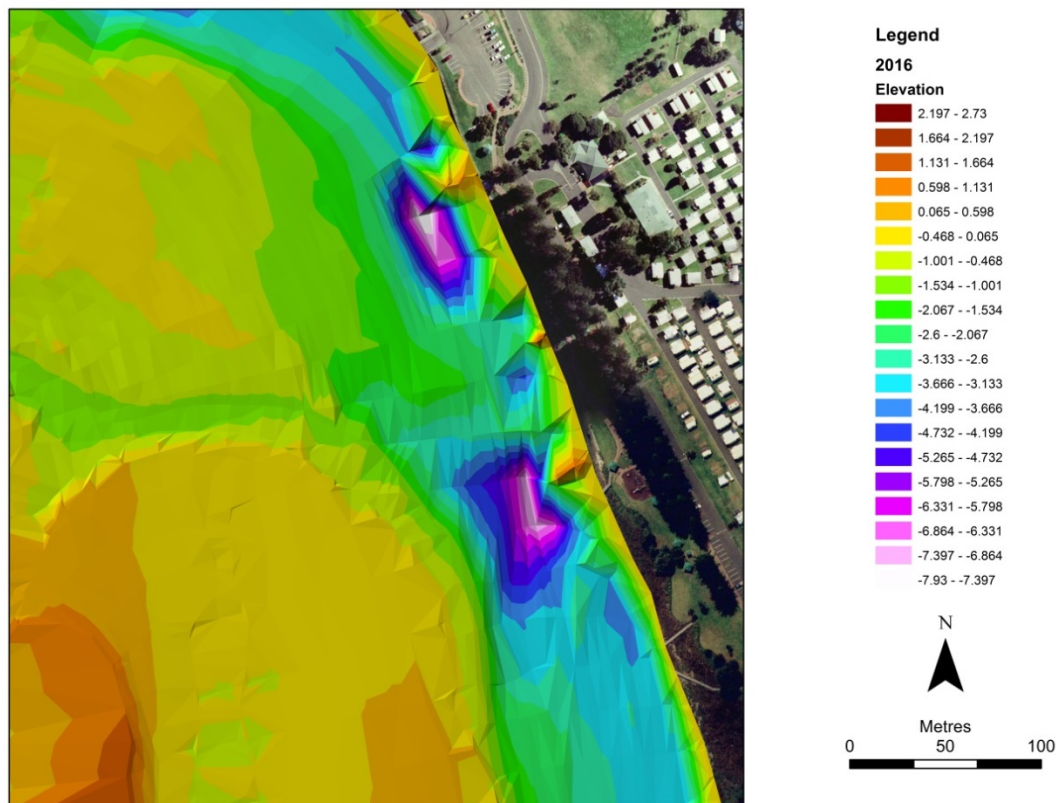 Legend
2016
Elevation
2.197 - 2.73
1.664 - 2.197
1.131 - 1.664
0.598 - 1.131
0.065 - 0.598
-0.468 - 0.065
-1.001 - -0.468
-1.534 - -1.001
-2.067 - -1.534
-2.6 - -2.067
-3.133 - -2.6
-3.666 - -3.133
-4.199 - -3.666
-4.732 - -4.199
-5.265 - -4.732
-5.798 - -5.265
-6.331 - -5.798
-6.864 - -6.331
-7.397 - -6.864
-7.93 - -7.397
N
Metres
0 50 100